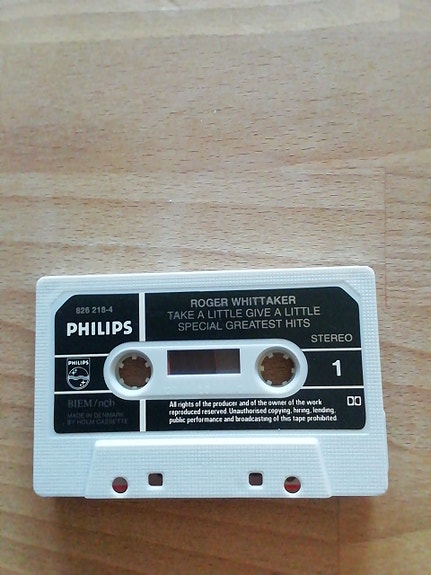 826 218-4
ROGER WHITTAKER
TAKE A LITTLE GIVE A LITTLE
SPECIAL GREATEST HITS
PHILIPS
STEREO
PHILIPS
1
BIEM/ncb
MADE IN DENMARK
BY HOLM CASSETTE
All rights of the producer and of the owner of the work
reproduced reserved. Unauthorised copying, hiring, lending,
public performance and broadcasting of this tape prohibited